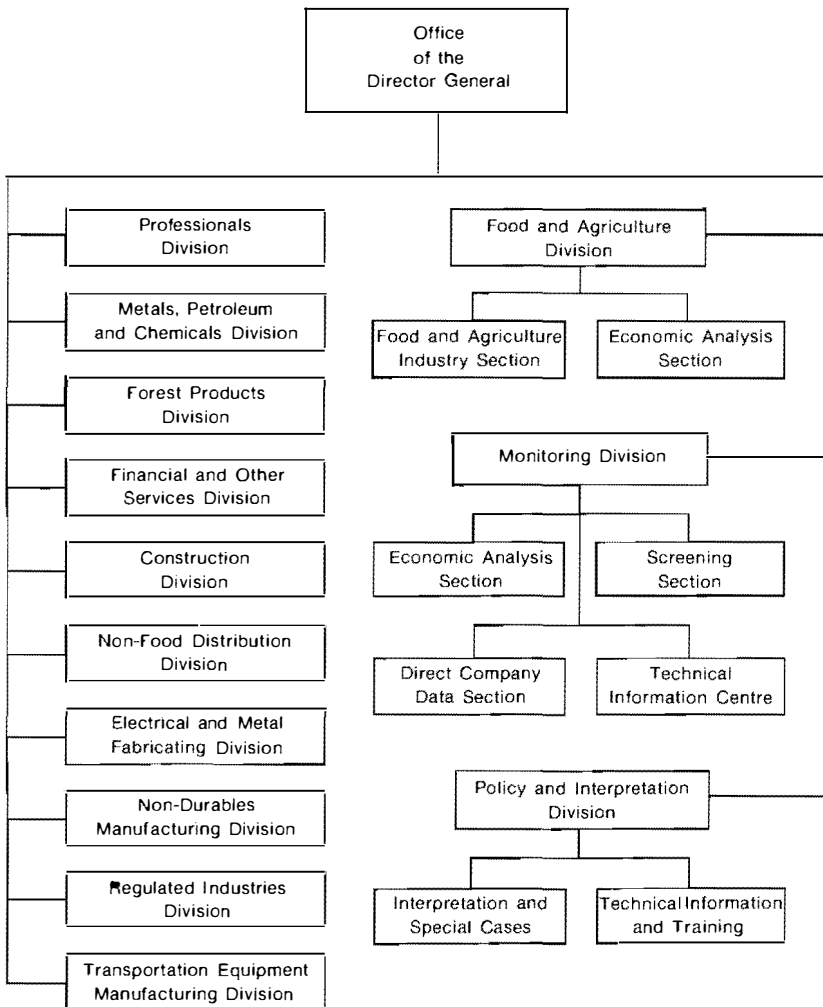 Office
of the
Director General
Professionals
Division
Metals, Petroleum
and Chemicals Division
Forest Products
Division
Financial and Other
Services Division
Construction
Division
Non-Food Distribution
Division
Electrical and Metal
Fabricating Division
Non-Durables
Manufacturing Division
Regulated Industries
Division
Transportation Equipment
Manufacturing Division
Food and Agriculture
Division
Food and Agriculture
Industry Section
Economic Analysis
Section
Monitoring Division
Economic Analysis
Section
Screening
Section
Direct Company
Data Section
Technical
Information Centre
Policy and Interpretation
Division
Interpretation and
Special Cases
Technical Information
and Training